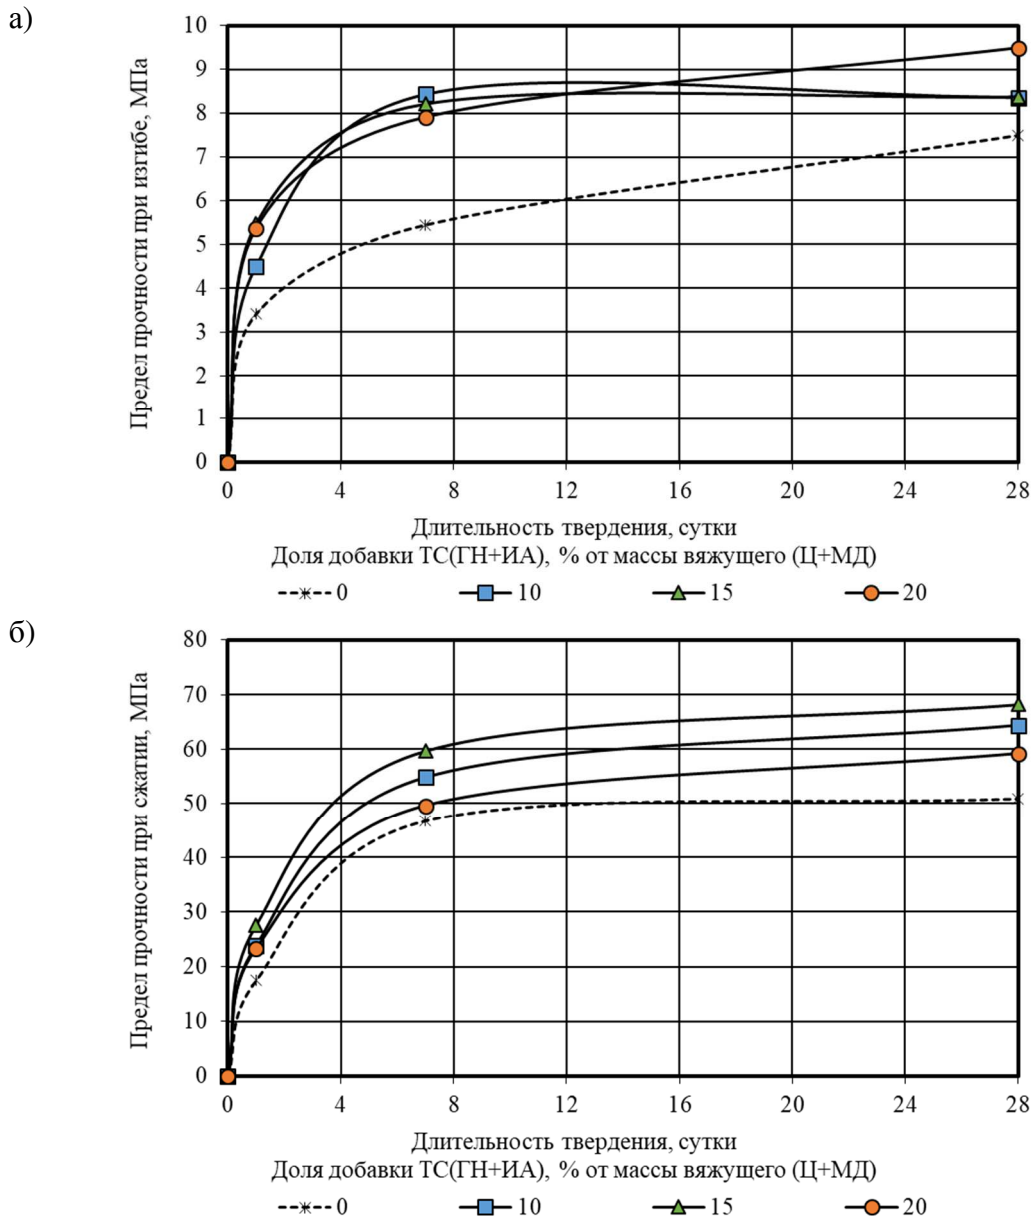 а)
Предел прочности при изгибе, МПа
10
9
8
7
6
5
4
3
2
1
0
0 4 8 12 16 20 24 28
Длительность твердения, сутки
Доля добавки ТС(ГН+ИА), % от массы вяжущего (Ц+МД)
0 10 15 20
б)
Предел прочности при сжатии, МПа
80
70
60
50
40
30
20
10
0
0 4 8 12 16 20 24 28
Длительность твердения, сутки
Доля добавки ТС(ГН+ИА), % от массы вяжущего (Ц+МД)
0 10 15 20